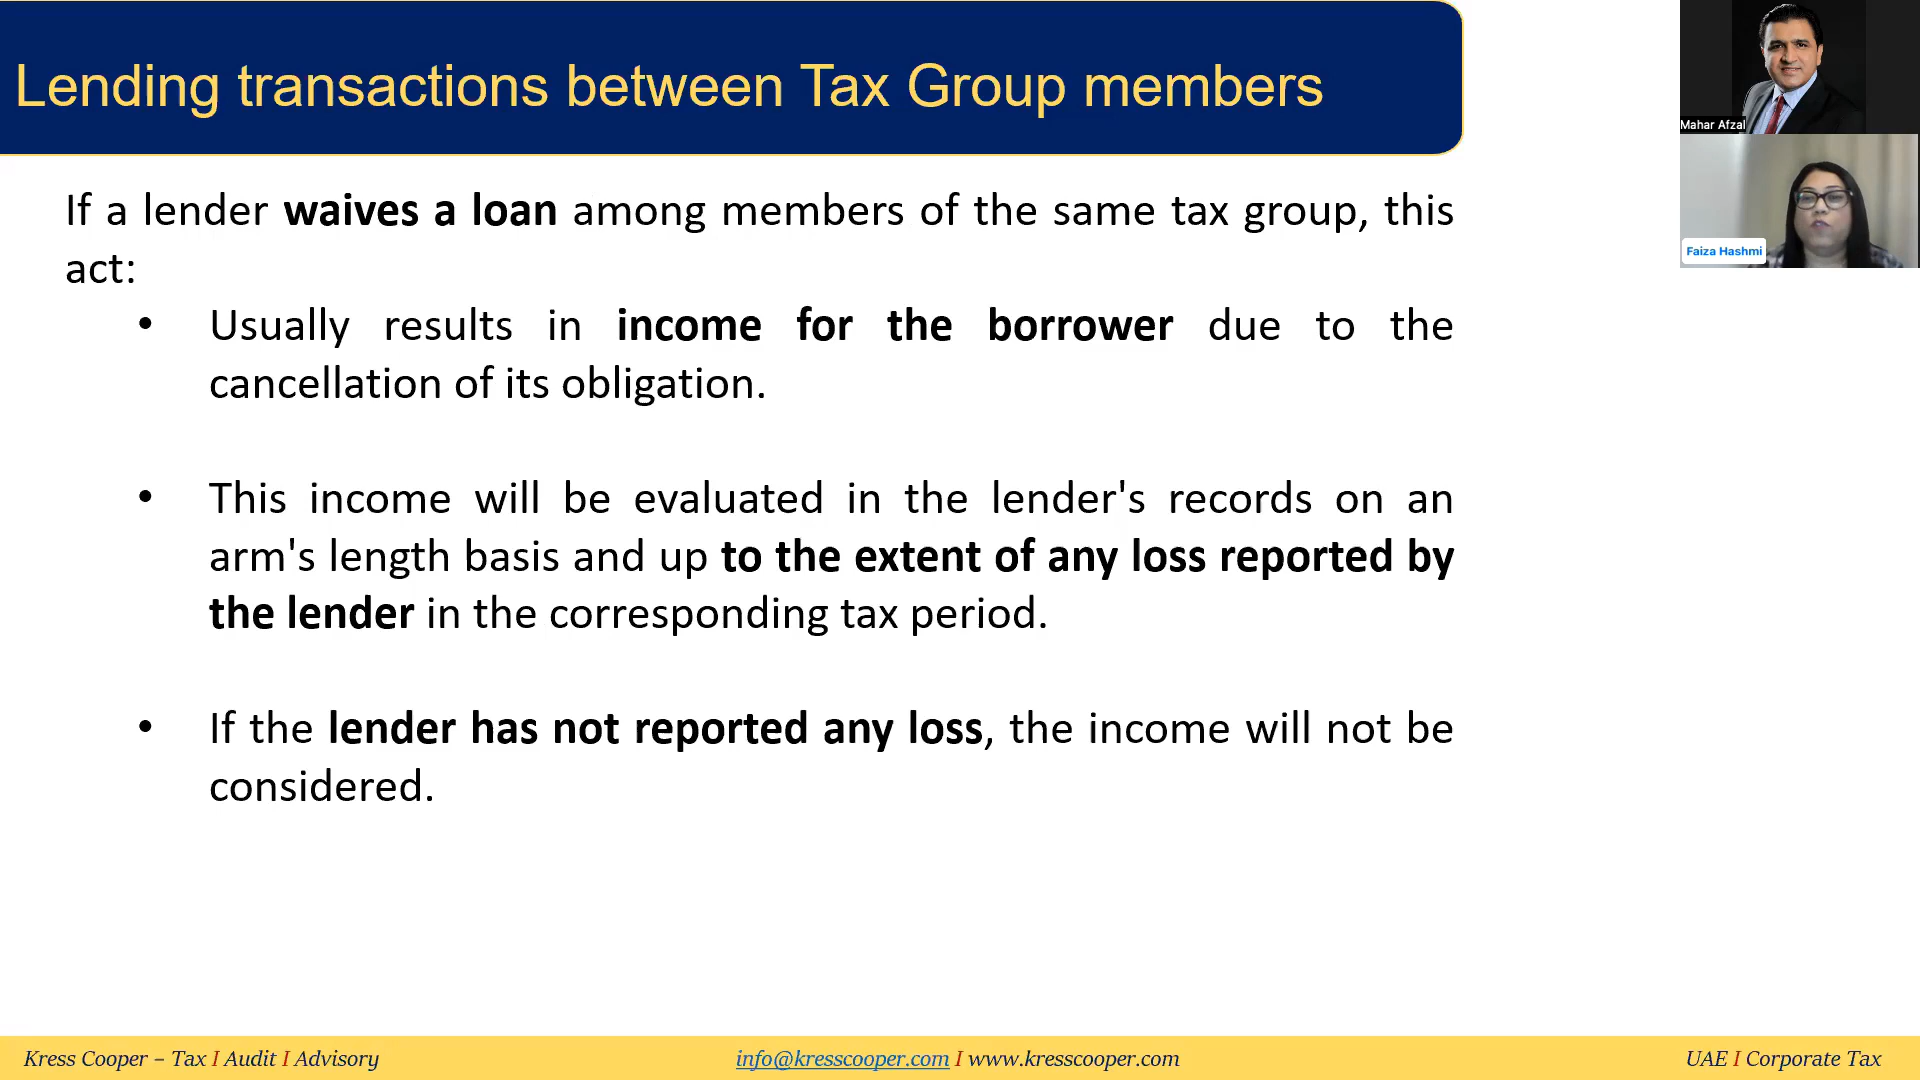 Lending transactions between Tax Group members
Mahar Afzal
Faiza Hashmi
If a lender waives a loan among members of the same tax group, this
act:
• Usually results in income for the borrower due to the
cancellation of its obligation.
• This income will be evaluated in the lender's records on an
arm's length basis and up to the extent of any loss reported by
the lender in the corresponding tax period.
• If the lender has not reported any loss, the income will not be
considered.
Kress Cooper – Tax I Audit I Advisory
info@kresscooper.com I www.kresscooper.com
UAE I Corporate Tax